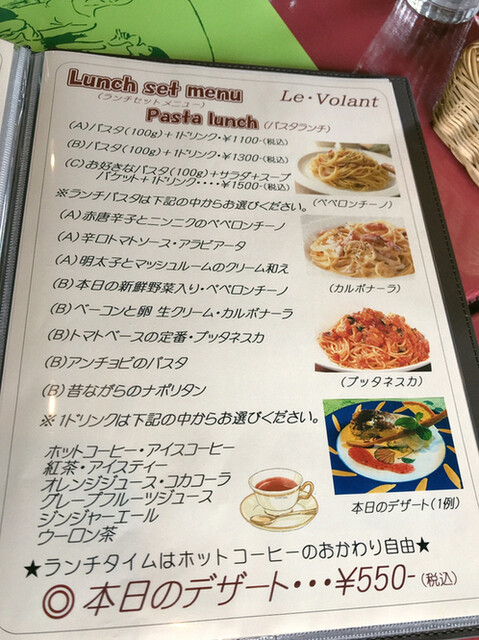 Lunch set menu
Le・Volant
(ランチセットメニュー)
Pasta lunch (パスタランチ)
(A)パスタ(100g)+1ドリンク・¥1100-(税込)
(B)パスタ(100g)+1ドリンク・¥1300-(税込)
(C)お好きなパスタ(100g)+サラダ+スープ
バケット+1ドリンク・・・・¥1500-(税込)
※ランチパスタは下記の中からお選びください。
(ペペロンチーノ)
(A)赤唐辛子とニンニクのペペロンチーノ
(A)辛口トマトソース・アラビアータ
(A)明太子とマッシュルームのクリーム和え
(カルボナーラ)
(B)本日の新鮮野菜入り・ペペロンチーノ
(B)ベーコンと卵 生クリーム・カルボナーラ
(B)トマトベースの定番・プッタネスカ
(プッタネスカ)
(B)アンチョビのパスタ
(B)昔ながらのナポリタン
※1ドリンクは下記の中からお選びください。
ホットコーヒー・アイスコーヒー
紅茶・アイスティー
オレンジジュース・コカコーラ
グレープフルーツジュース
ジンジャーエール
ウーロン茶
本日のデザート(1例)
★ランチタイムはホットコーヒーのおかわり自由★
◎本日のデザート・・・¥550-(税込)